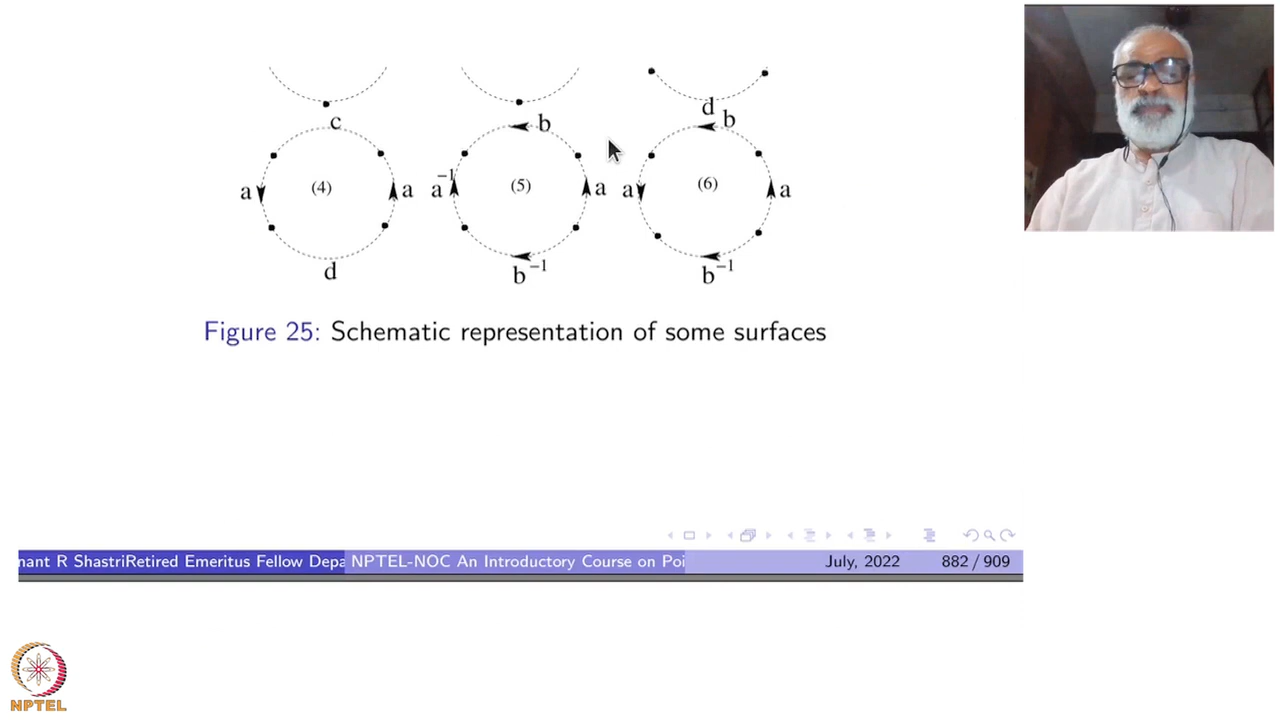 d
c b b
a (4) a a⁻¹ (5) a a (6) a
d b⁻¹ b⁻¹
Figure 25: Schematic representation of some surfaces
nant R ShastriRetired Emeritus Fellow Depa NPTEL-NOC An Introductory Course on Poi July, 2022 882 / 909
NPTEL